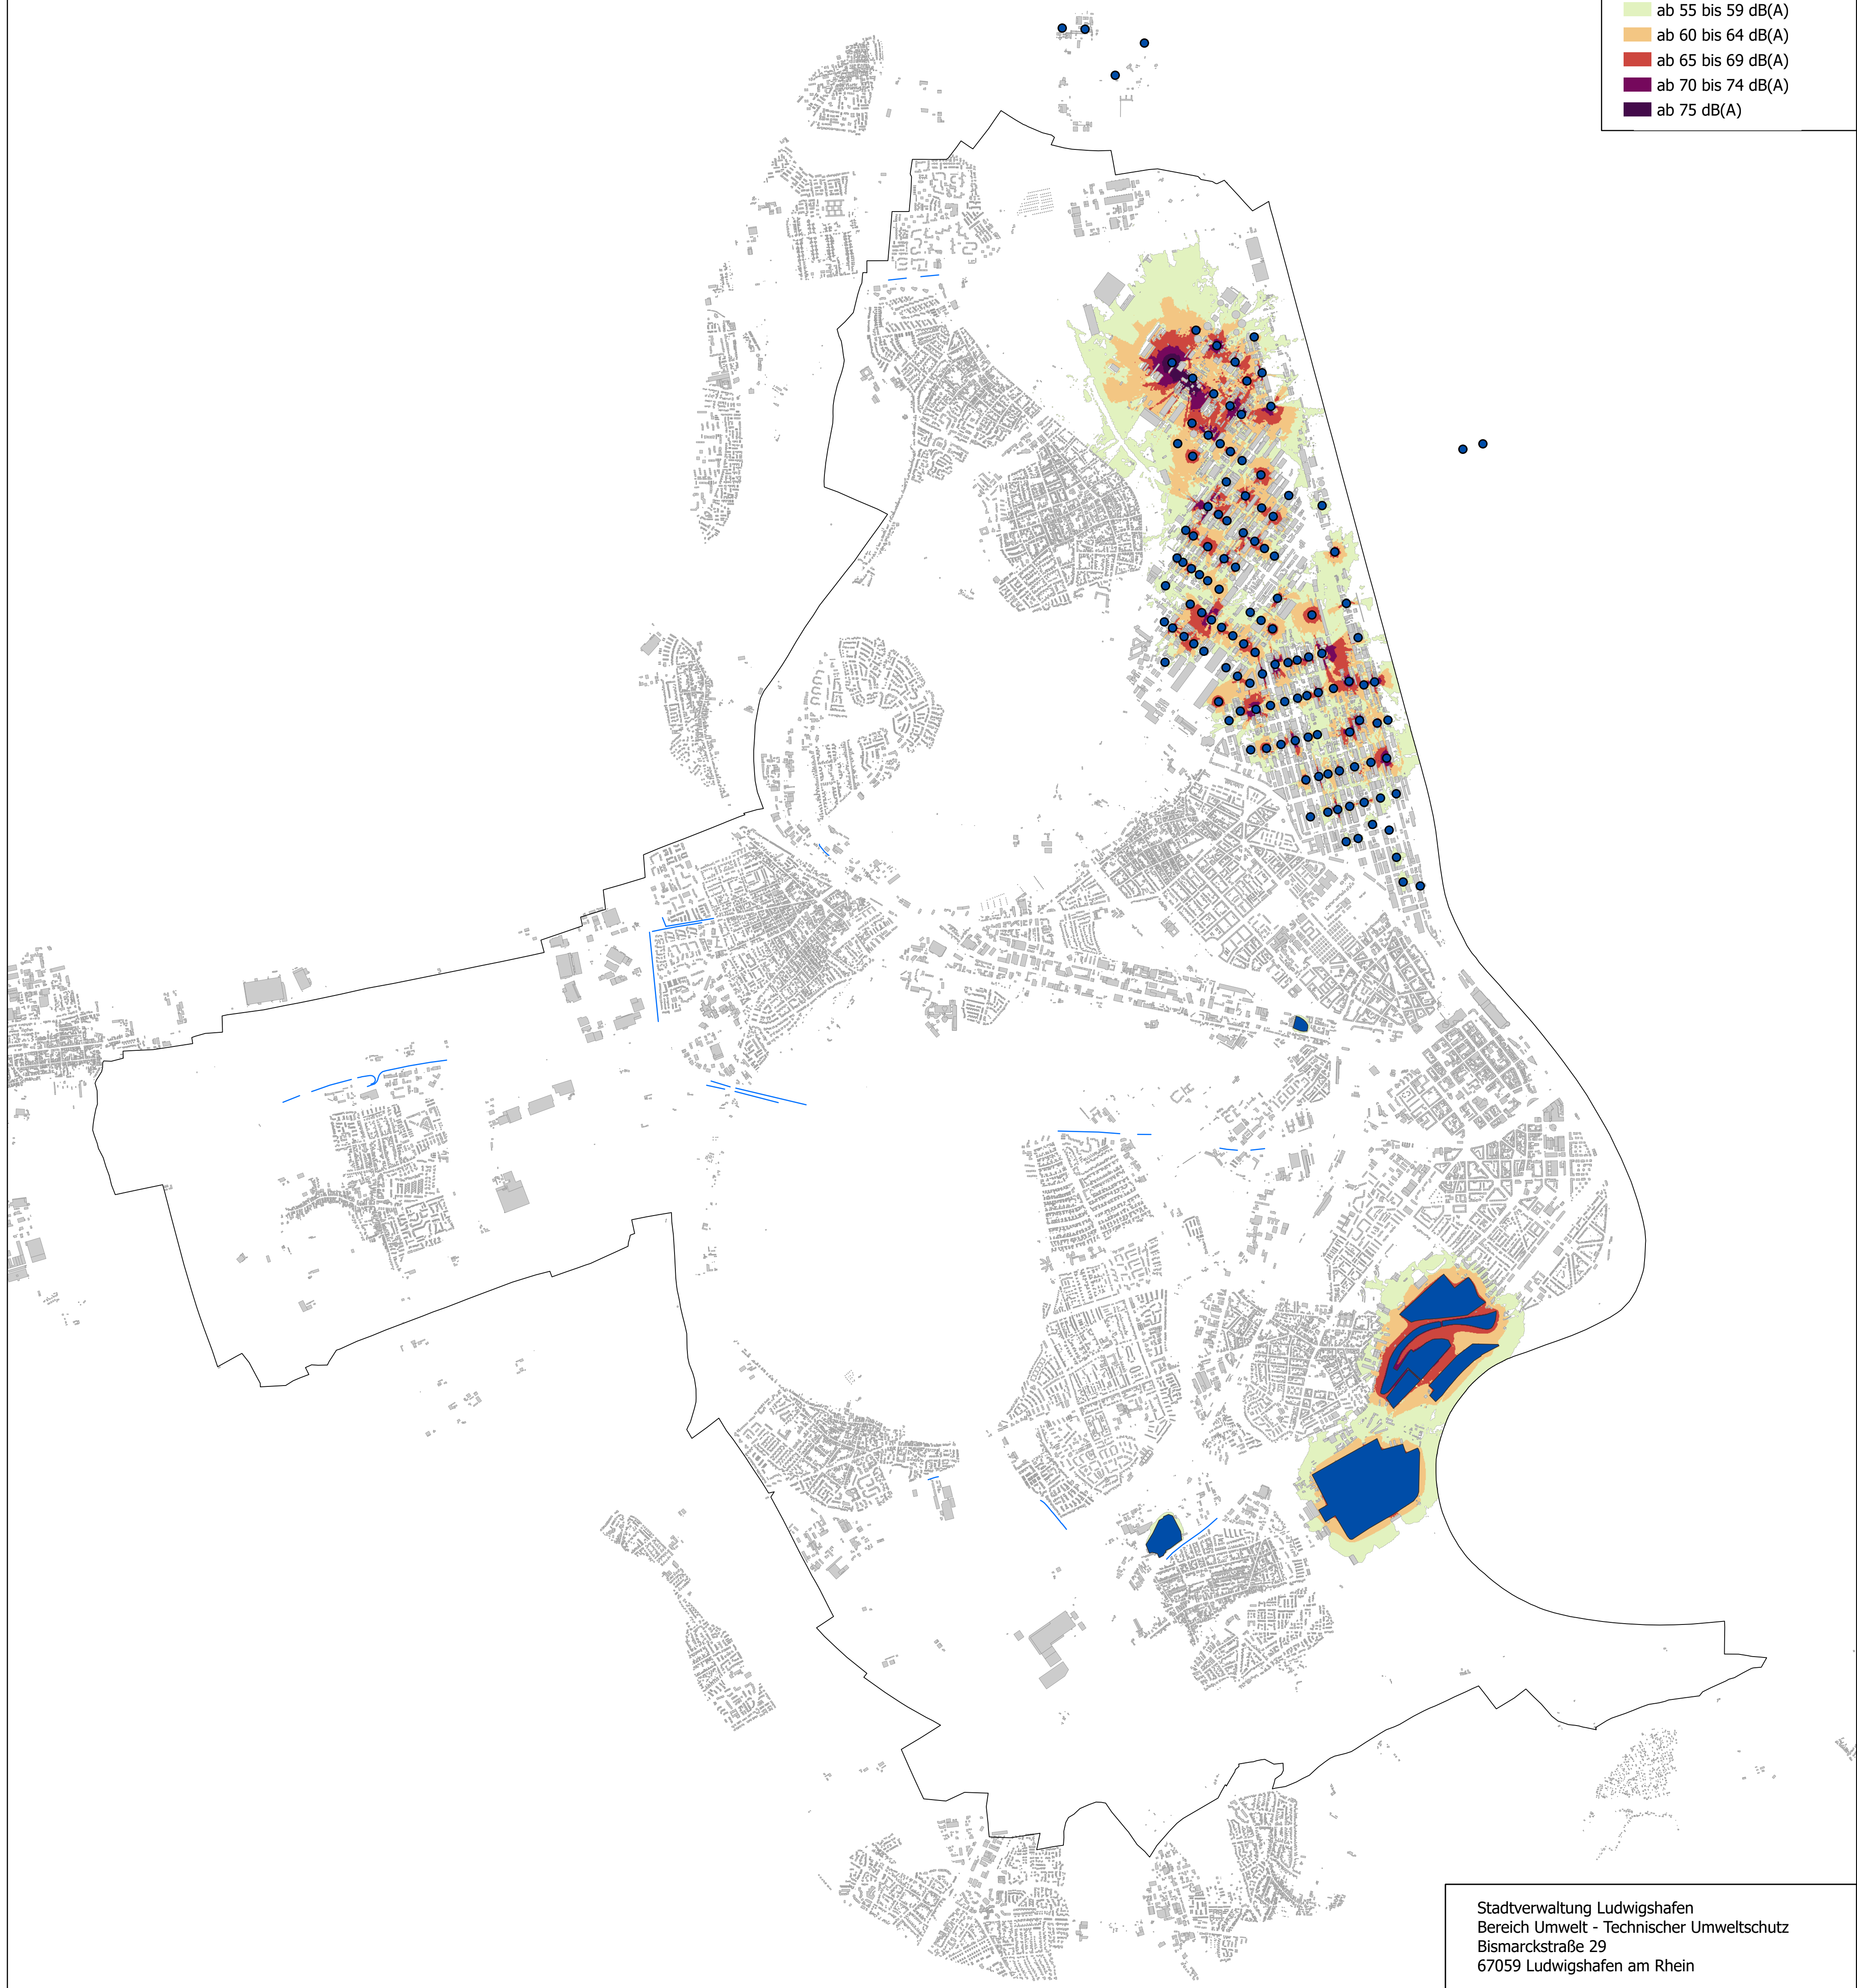 ab 55 bis 59 dB(A)
ab 60 bis 64 dB(A)
ab 65 bis 69 dB(A)
ab 70 bis 74 dB(A)
ab 75 dB(A)
Stadtverwaltung Ludwigshafen
Bereich Umwelt - Technischer Umweltschutz
Bismarckstraße 29
67059 Ludwigshafen am Rhein